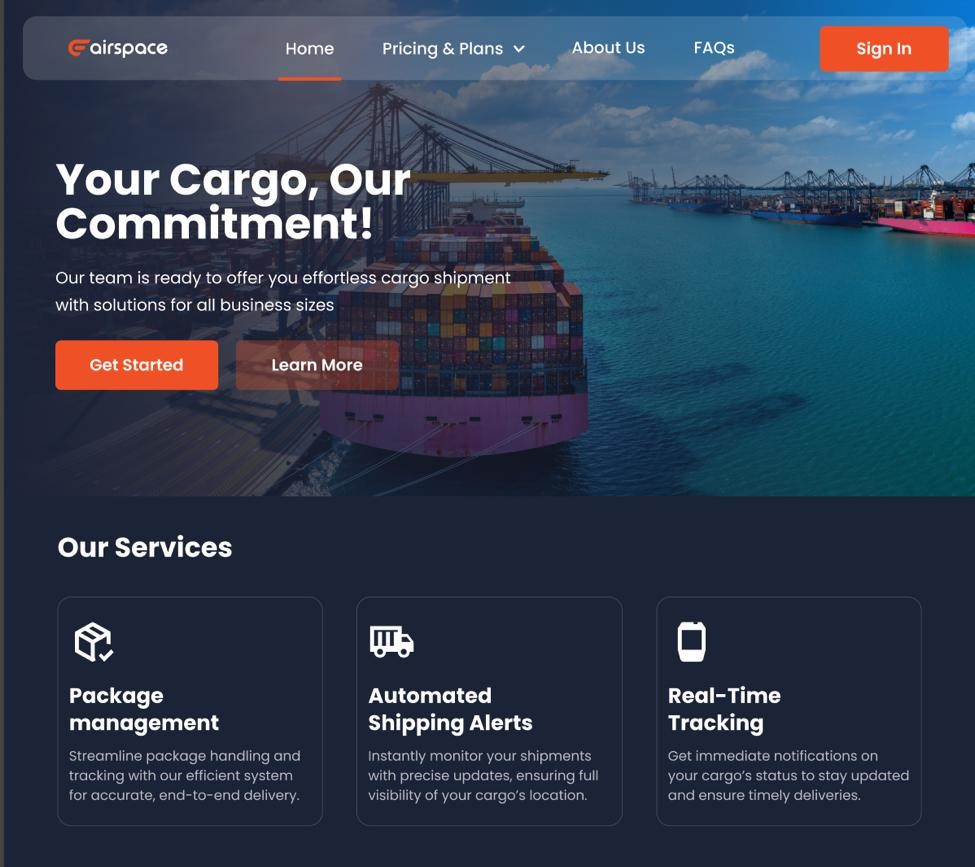 airspace
Home
Pricing & Plans
About Us
FAQs
Sign In
Your Cargo, Our
Commitment!
Our team is ready to offer you effortless cargo shipment
with solutions for all business sizes
Get Started
Learn More
Our Services
Package
management
Streamline package handling and
tracking with our efficient system
for accurate, end-to-end delivery.
Automated
Shipping Alerts
Instantly monitor your shipments
with precise updates, ensuring full
visibility of your cargo’s location.
Real-Time
Tracking
Get immediate notifications on
your cargo’s status to stay updated
and ensure timely deliveries.